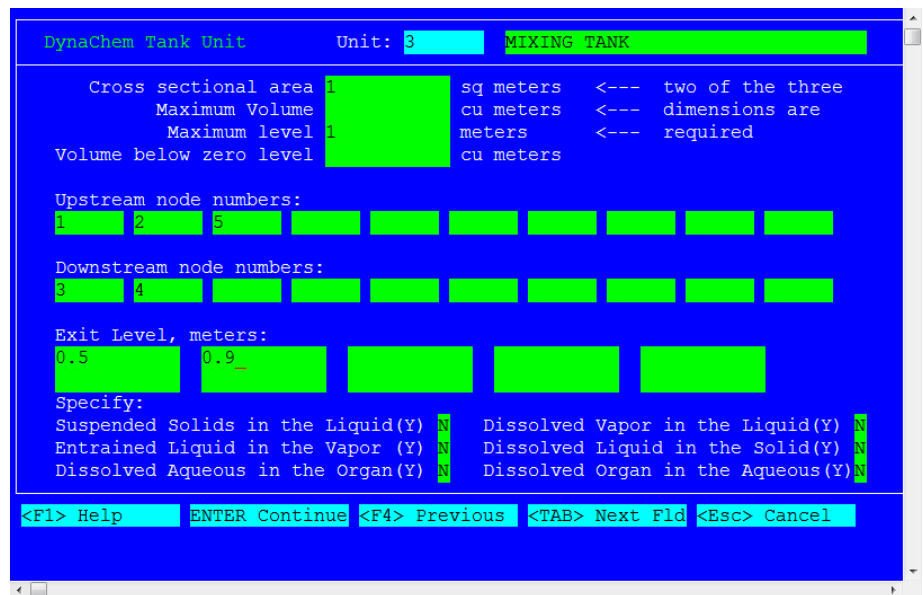 DynaChem Tank Unit Unit: 3 MIXING TANK
Cross sectional area 1 sq meters <--- two of the three
Maximum Volume cu meters <--- dimensions are
Maximum level 1 meters <--- required
Volume below zero level cu meters
Upstream node numbers:
1 2 5
Downstream node numbers:
3 4
Exit Level, meters:
0.5 0.9_
Specify:
Suspended Solids in the Liquid(Y) N Dissolved Vapor in the Liquid(Y) N
Entrained Liquid in the Vapor (Y) N Dissolved Liquid in the Solid(Y) N
Dissolved Aqueous in the Organ(Y) N Dissolved Organ in the Aqueous(Y) N
<F1> Help ENTER Continue <F4> Previous <TAB> Next Fld <Esc> Cancel